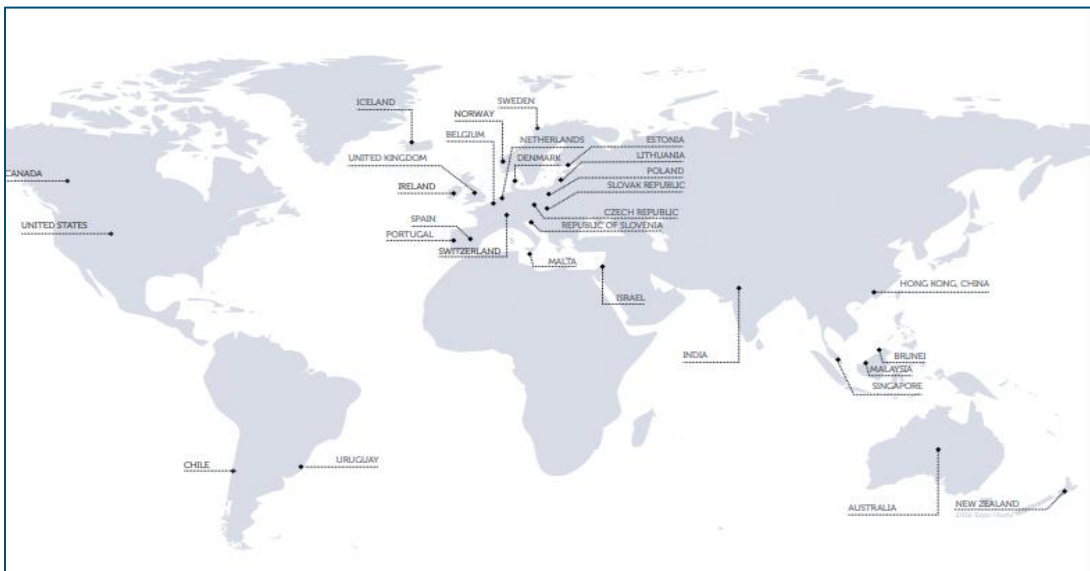 SWEDEN
ICELAND
NORWAY
BELGIUM
NETHERLANDS
ESTONIA
UNITED KINGDOM
DENMARK
LITHUANIA
CANADA
POLAND
IRELAND
SLOVAK REPUBLIC
CZECH REPUBLIC
SPAIN
UNITED STATES
REPUBLIC OF SLOVENIA
PORTUGAL
SWITZERLAND
MALTA
HONG KONG, CHINA
ISRAEL
INDIA
BRUNEI
MALAYSIA
SINGAPORE
URUGUAY
CHILE
NEW ZEALAND
AUSTRALIA